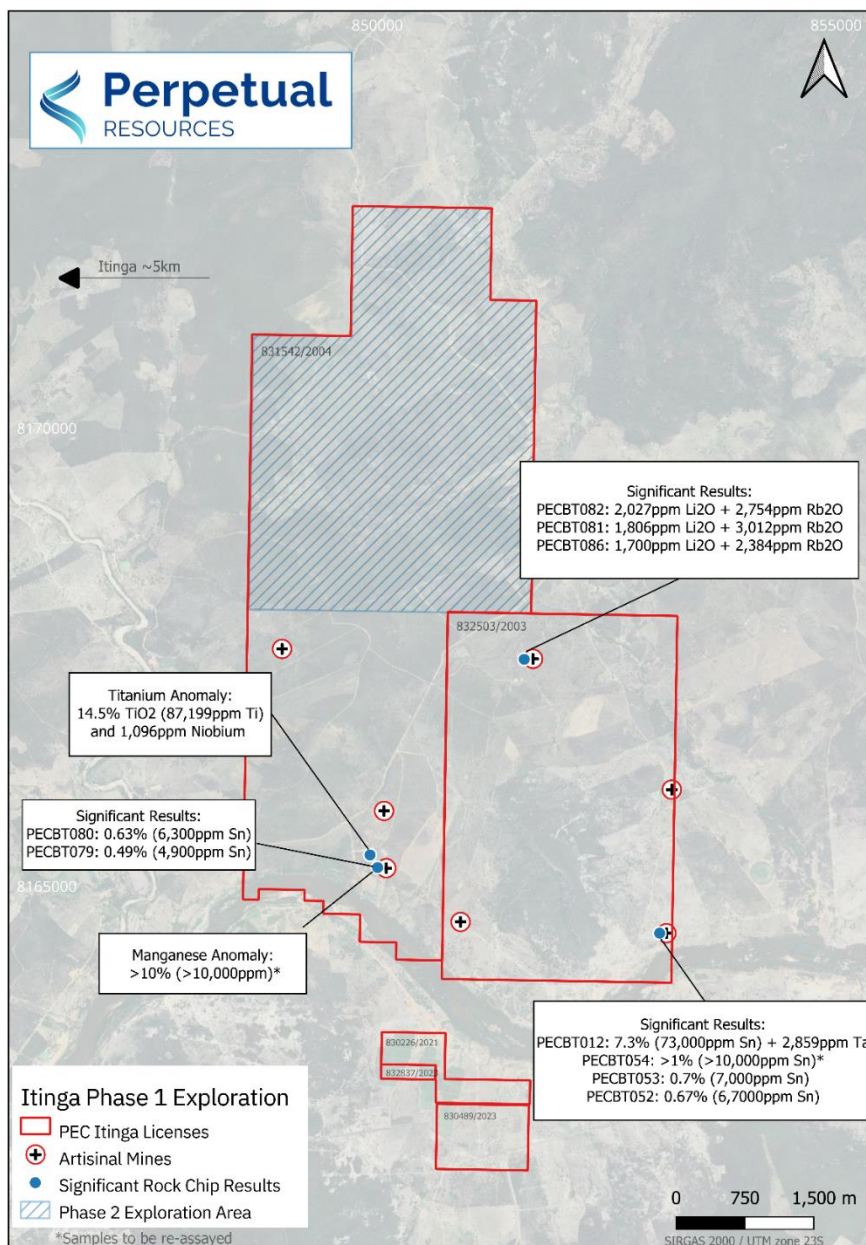 850000
855000
Perpetual
RESOURCES
Itinga ~5km
831542/2004
8170000
Significant Results:
PECBT082: 2,027ppm Li2O + 2,754ppm Rb2O
PECBT081: 1,806ppm Li2O + 3,012ppm Rb2O
PECBT086: 1,700ppm Li2O + 2,384ppm Rb2O
832503/2003
Titanium Anomaly:
14.5% TiO2 (87,199ppm Ti)
and 1,096ppm Niobium
Significant Results:
PECBT080: 0.63% (6,300ppm Sn)
PECBT079: 0.49% (4,900ppm Sn)
8165000
Manganese Anomaly:
>10% (>10,000ppm)*
Significant Results:
PECBT012: 7.3% (73,000ppm Sn) + 2,859ppm Ta
PECBT054: >1% (>10,000ppm Sn)*
PECBT053: 0.7% (7,000ppm Sn)
PECBT052: 0.67% (6,7000ppm Sn)
830226/2021
832837/2023
830489/2023
Itinga Phase 1 Exploration
PEC Itinga Licenses
Artisinal Mines
Significant Rock Chip Results
Phase 2 Exploration Area
*Samples to be re-assayed
0 750 1,500 m
SIRGAS 2000 / UTM zone 23S